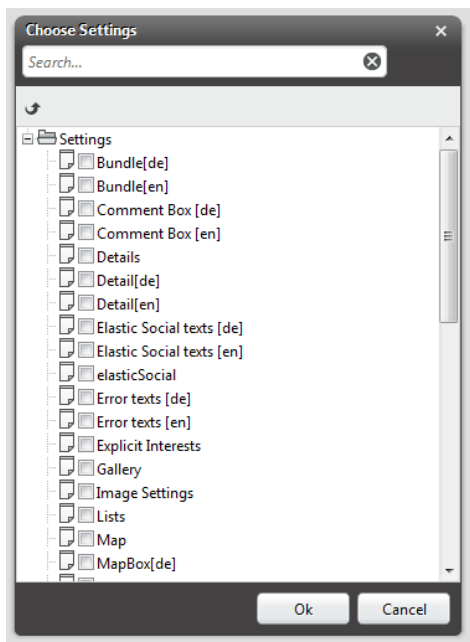 Choose Settings
Search...
Settings
Bundle[de]
Bundle[en]
Comment Box [de]
Comment Box [en]
Details
Detail[de]
Detail[en]
Elastic Social texts [de]
Elastic Social texts [en]
elasticSocial
Error texts [de]
Error texts [en]
Explicit Interests
Gallery
Image Settings
Lists
Map
MapBox[de]
Ok Cancel